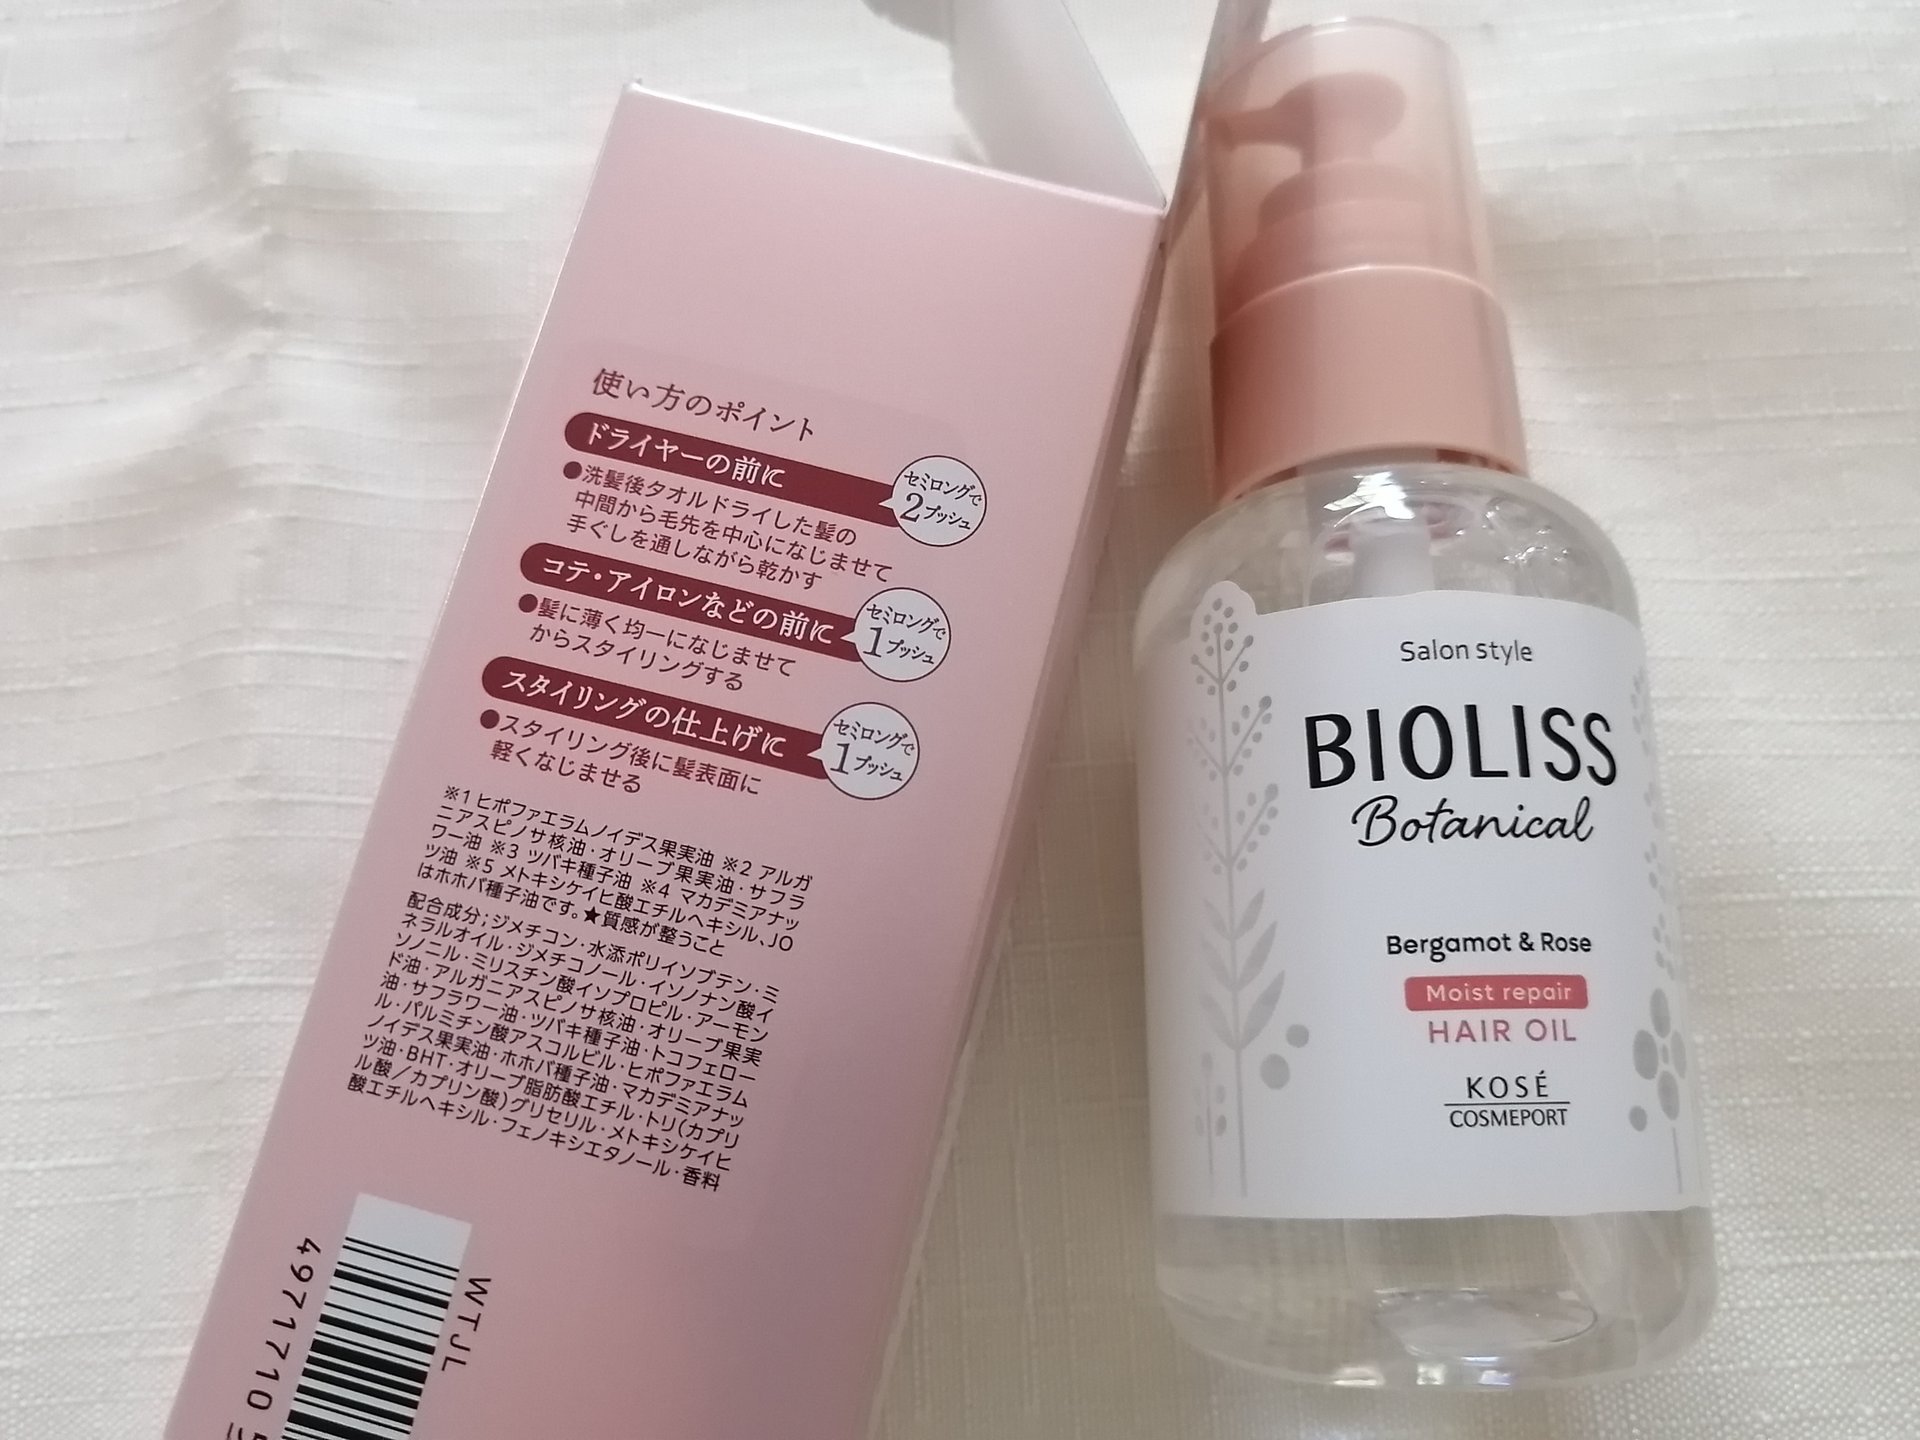 使い方のポイント
ドライヤーの前に
セミロングで
2プッシュ
●洗髪後タオルドライした髪の
中間から毛先を中心になじませて
手ぐしを通しながら乾かす
コテ・アイロンなどの前に
セミロングで
1プッシュ
●髪に薄く均一になじませて
からスタイリングする
スタイリングの仕上げに
セミロングで
1プッシュ
●スタイリング後に髪表面に
軽くなじませる
※1 ヒポファエラムノイデス果実油 ※2 アルガ
ニアスピノサ核油・オリーブ果実油・サフラ
ワー油 ※3 ツバキ種子油 ※4 マカデミアナッ
ツ油 ※5 メトキシケイヒ酸エチルヘキシル、JO
はホホバ種子油です。★質感が整うこと
配合成分；ジメチコン・水添ポリイソブテン・ミ
ネラルオイル・ジメチコノール・イソノナン酸イ
ソノニル・ミリスチン酸イソプロピル・アーモン
ド油・アルガニアスピノサ核油・オリーブ果実
油・サフラワー油・ツバキ種子油・トコフェロー
ル・パルミチン酸アスコルビル・ヒポファエラム
ノイデス果実油・ホホバ種子油・マカデミアナッ
ツ油・BHT・オリーブ脂肪酸エチル・トリ(カプリ
ル酸／カプリン酸)グリセリル・メトキシケイヒ
酸エチルヘキシル・フェノキシエタノール・香料
WTJL
4971710
Salon style
BIOLISS
Botanical
Bergamot & Rose
Moist repair
HAIR OIL
KOSÉ
COSMEPORT